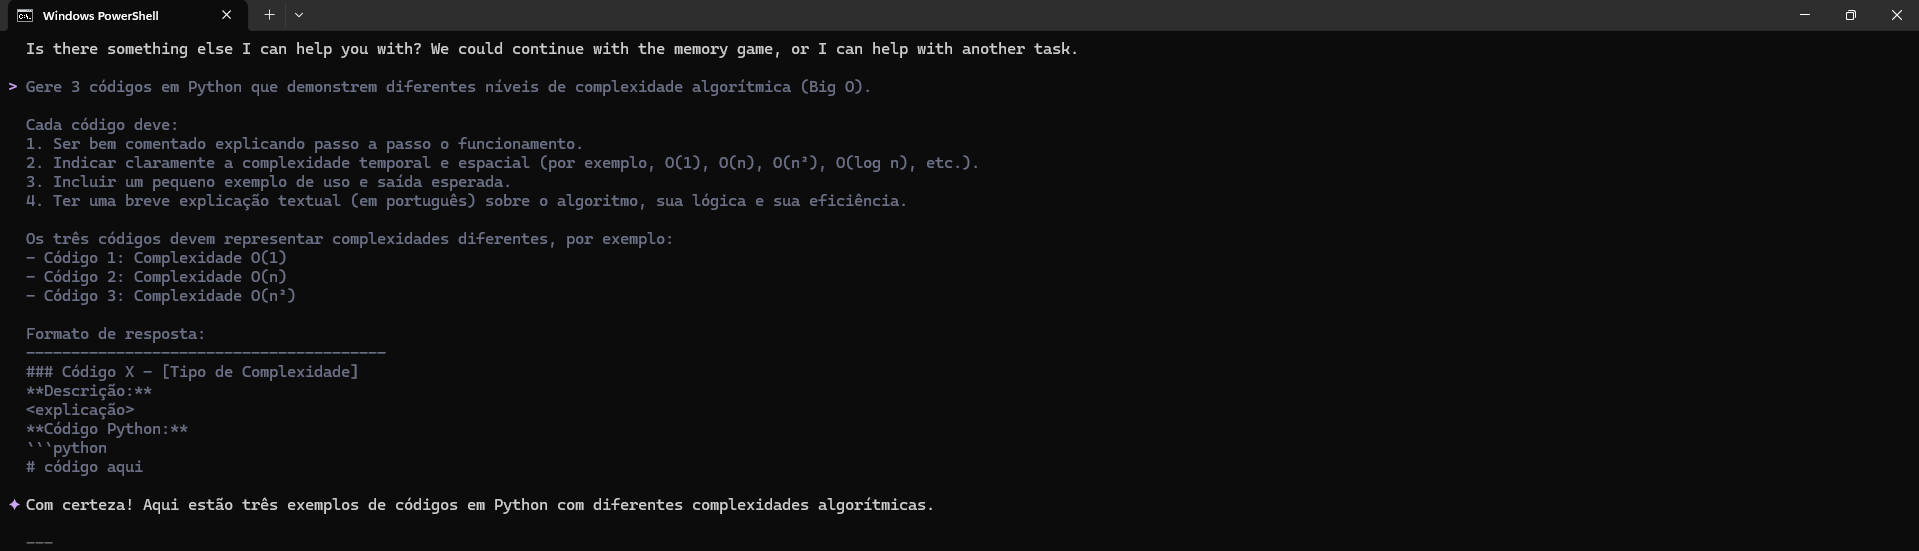 Windows PowerShell
Is there something else I can help you with? We could continue with the memory game, or I can help with another task.
> Gere 3 códigos em Python que demonstrem diferentes níveis de complexidade algorítmica (Big O).
Cada código deve:
1. Ser bem comentado explicando passo a passo o funcionamento.
2. Indicar claramente a complexidade temporal e espacial (por exemplo, O(1), O(n), O(n²), O(log n), etc.).
3. Incluir um pequeno exemplo de uso e saída esperada.
4. Ter uma breve explicação textual (em português) sobre o algoritmo, sua lógica e sua eficiência.
Os três códigos devem representar complexidades diferentes, por exemplo:
- Código 1: Complexidade O(1)
- Código 2: Complexidade O(n)
- Código 3: Complexidade O(n²)
Formato de resposta:
----------------------------------------
### Código X - [Tipo de Complexidade]
**Descrição:**
<explicação>
**Código Python:**
```python
# código aqui
✦ Com certeza! Aqui estão três exemplos de códigos em Python com diferentes complexidades algorítmicas.
---